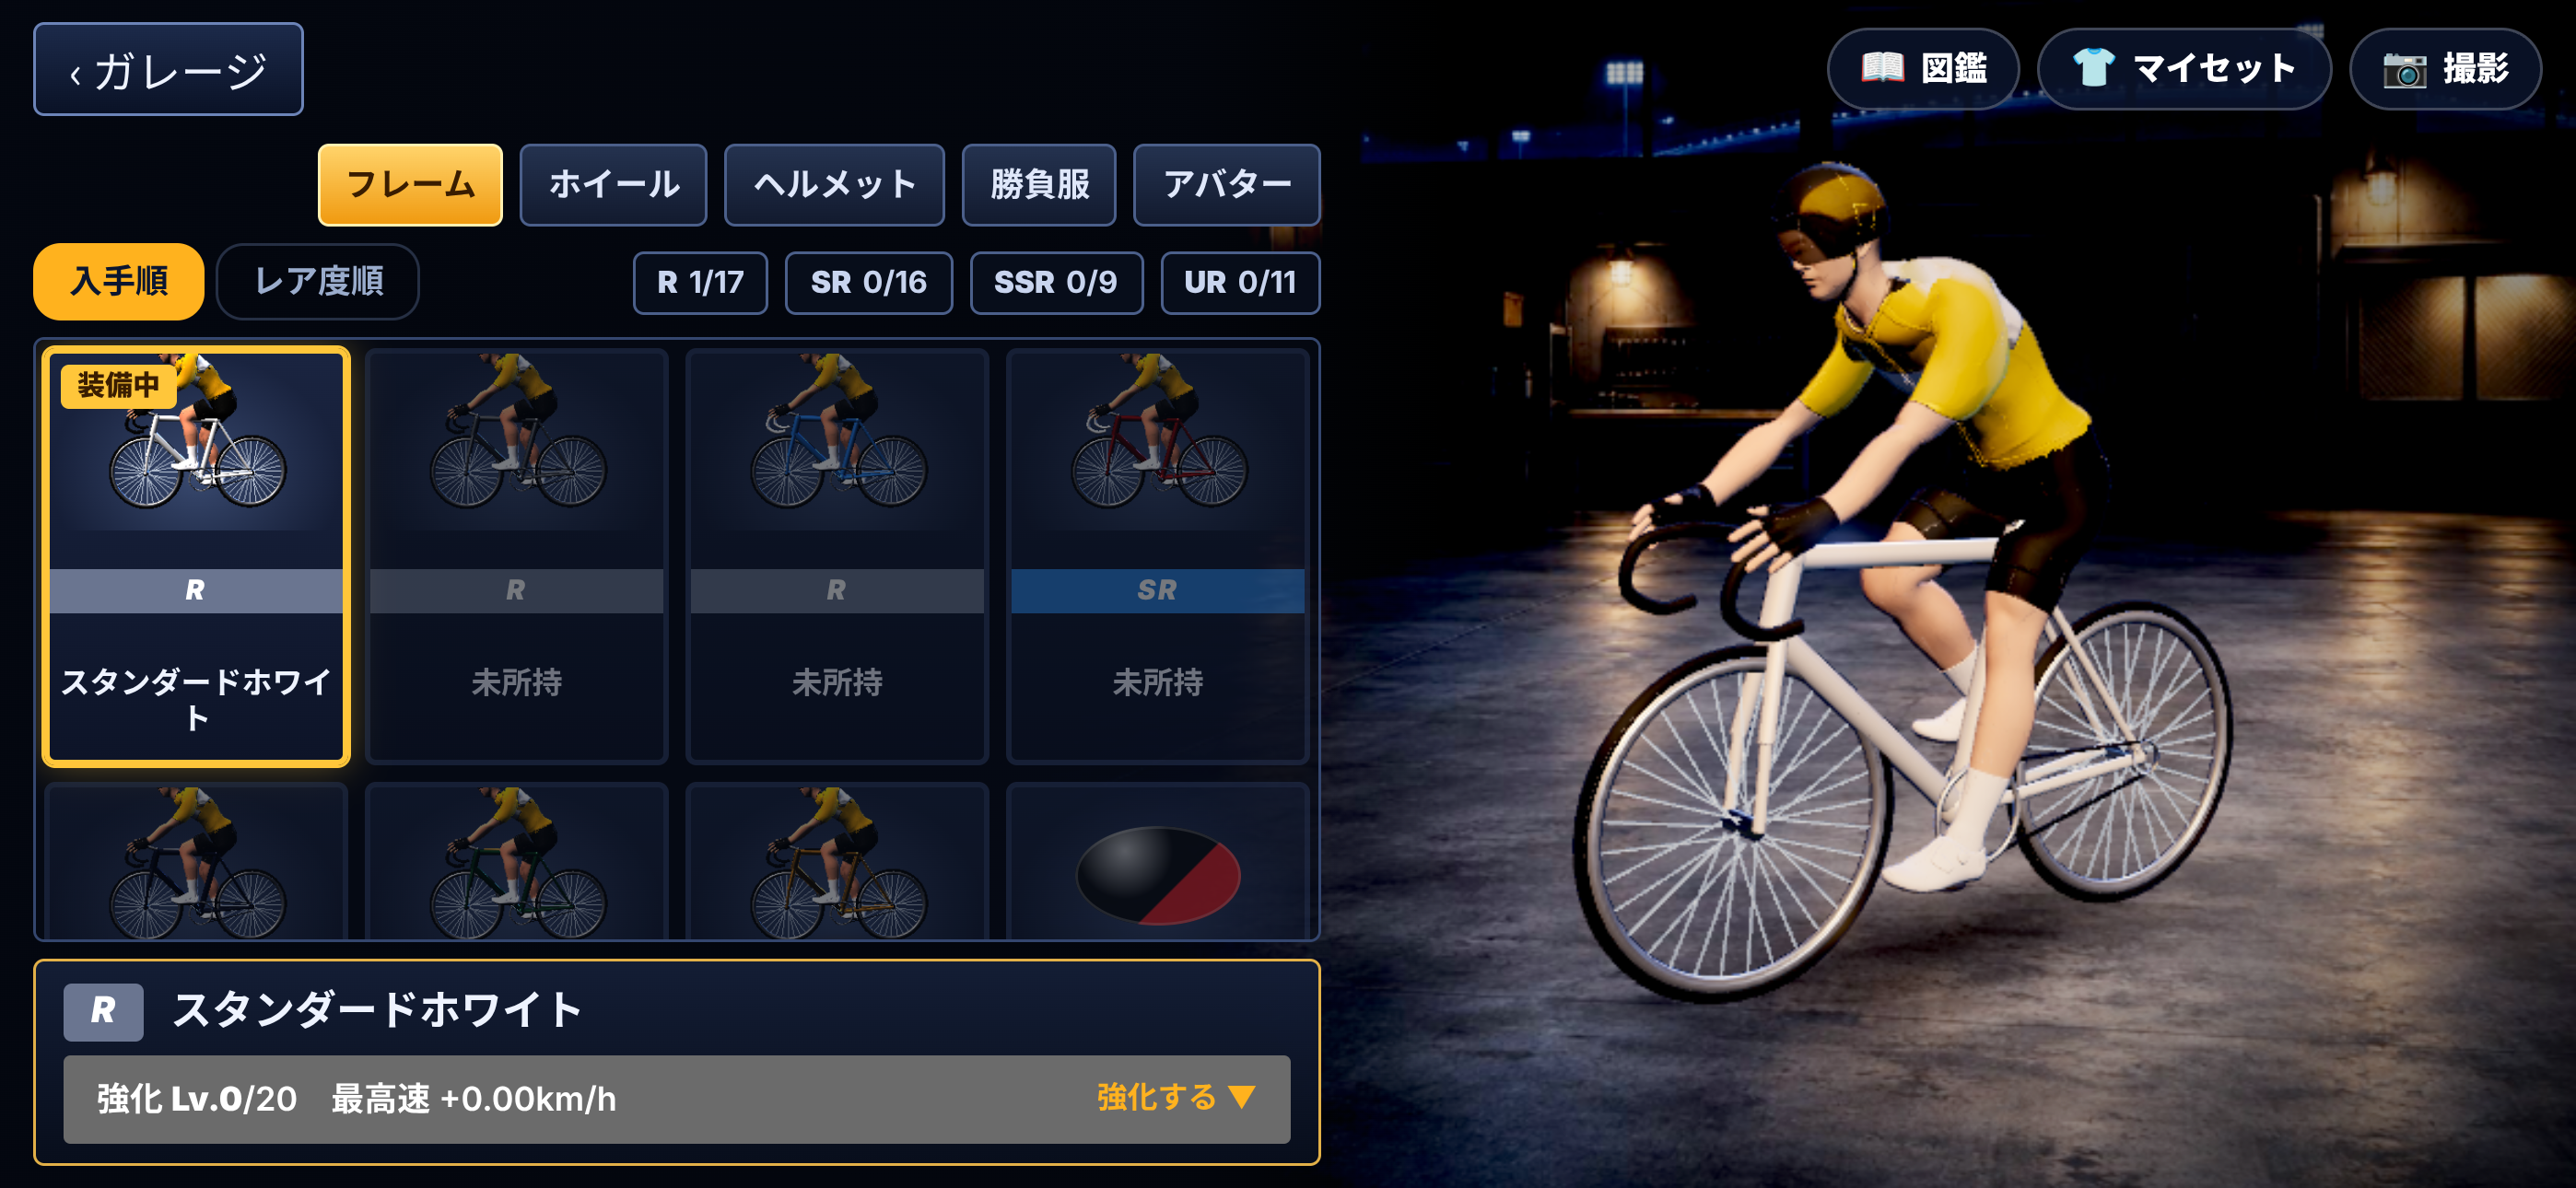 ‹ ガレージ
📖 図鑑
👕 マイセット
📷 撮影
フレーム
ホイール
ヘルメット
勝負服
アバター
入手順
レア度順
R 1/17
SR 0/16
SSR 0/9
UR 0/11
装備中
R
R
R
SR
スタンダードホワイ
ト
未所持
未所持
未所持
R スタンダードホワイト
強化 Lv.0/20 最高速 +0.00km/h
強化する ▼